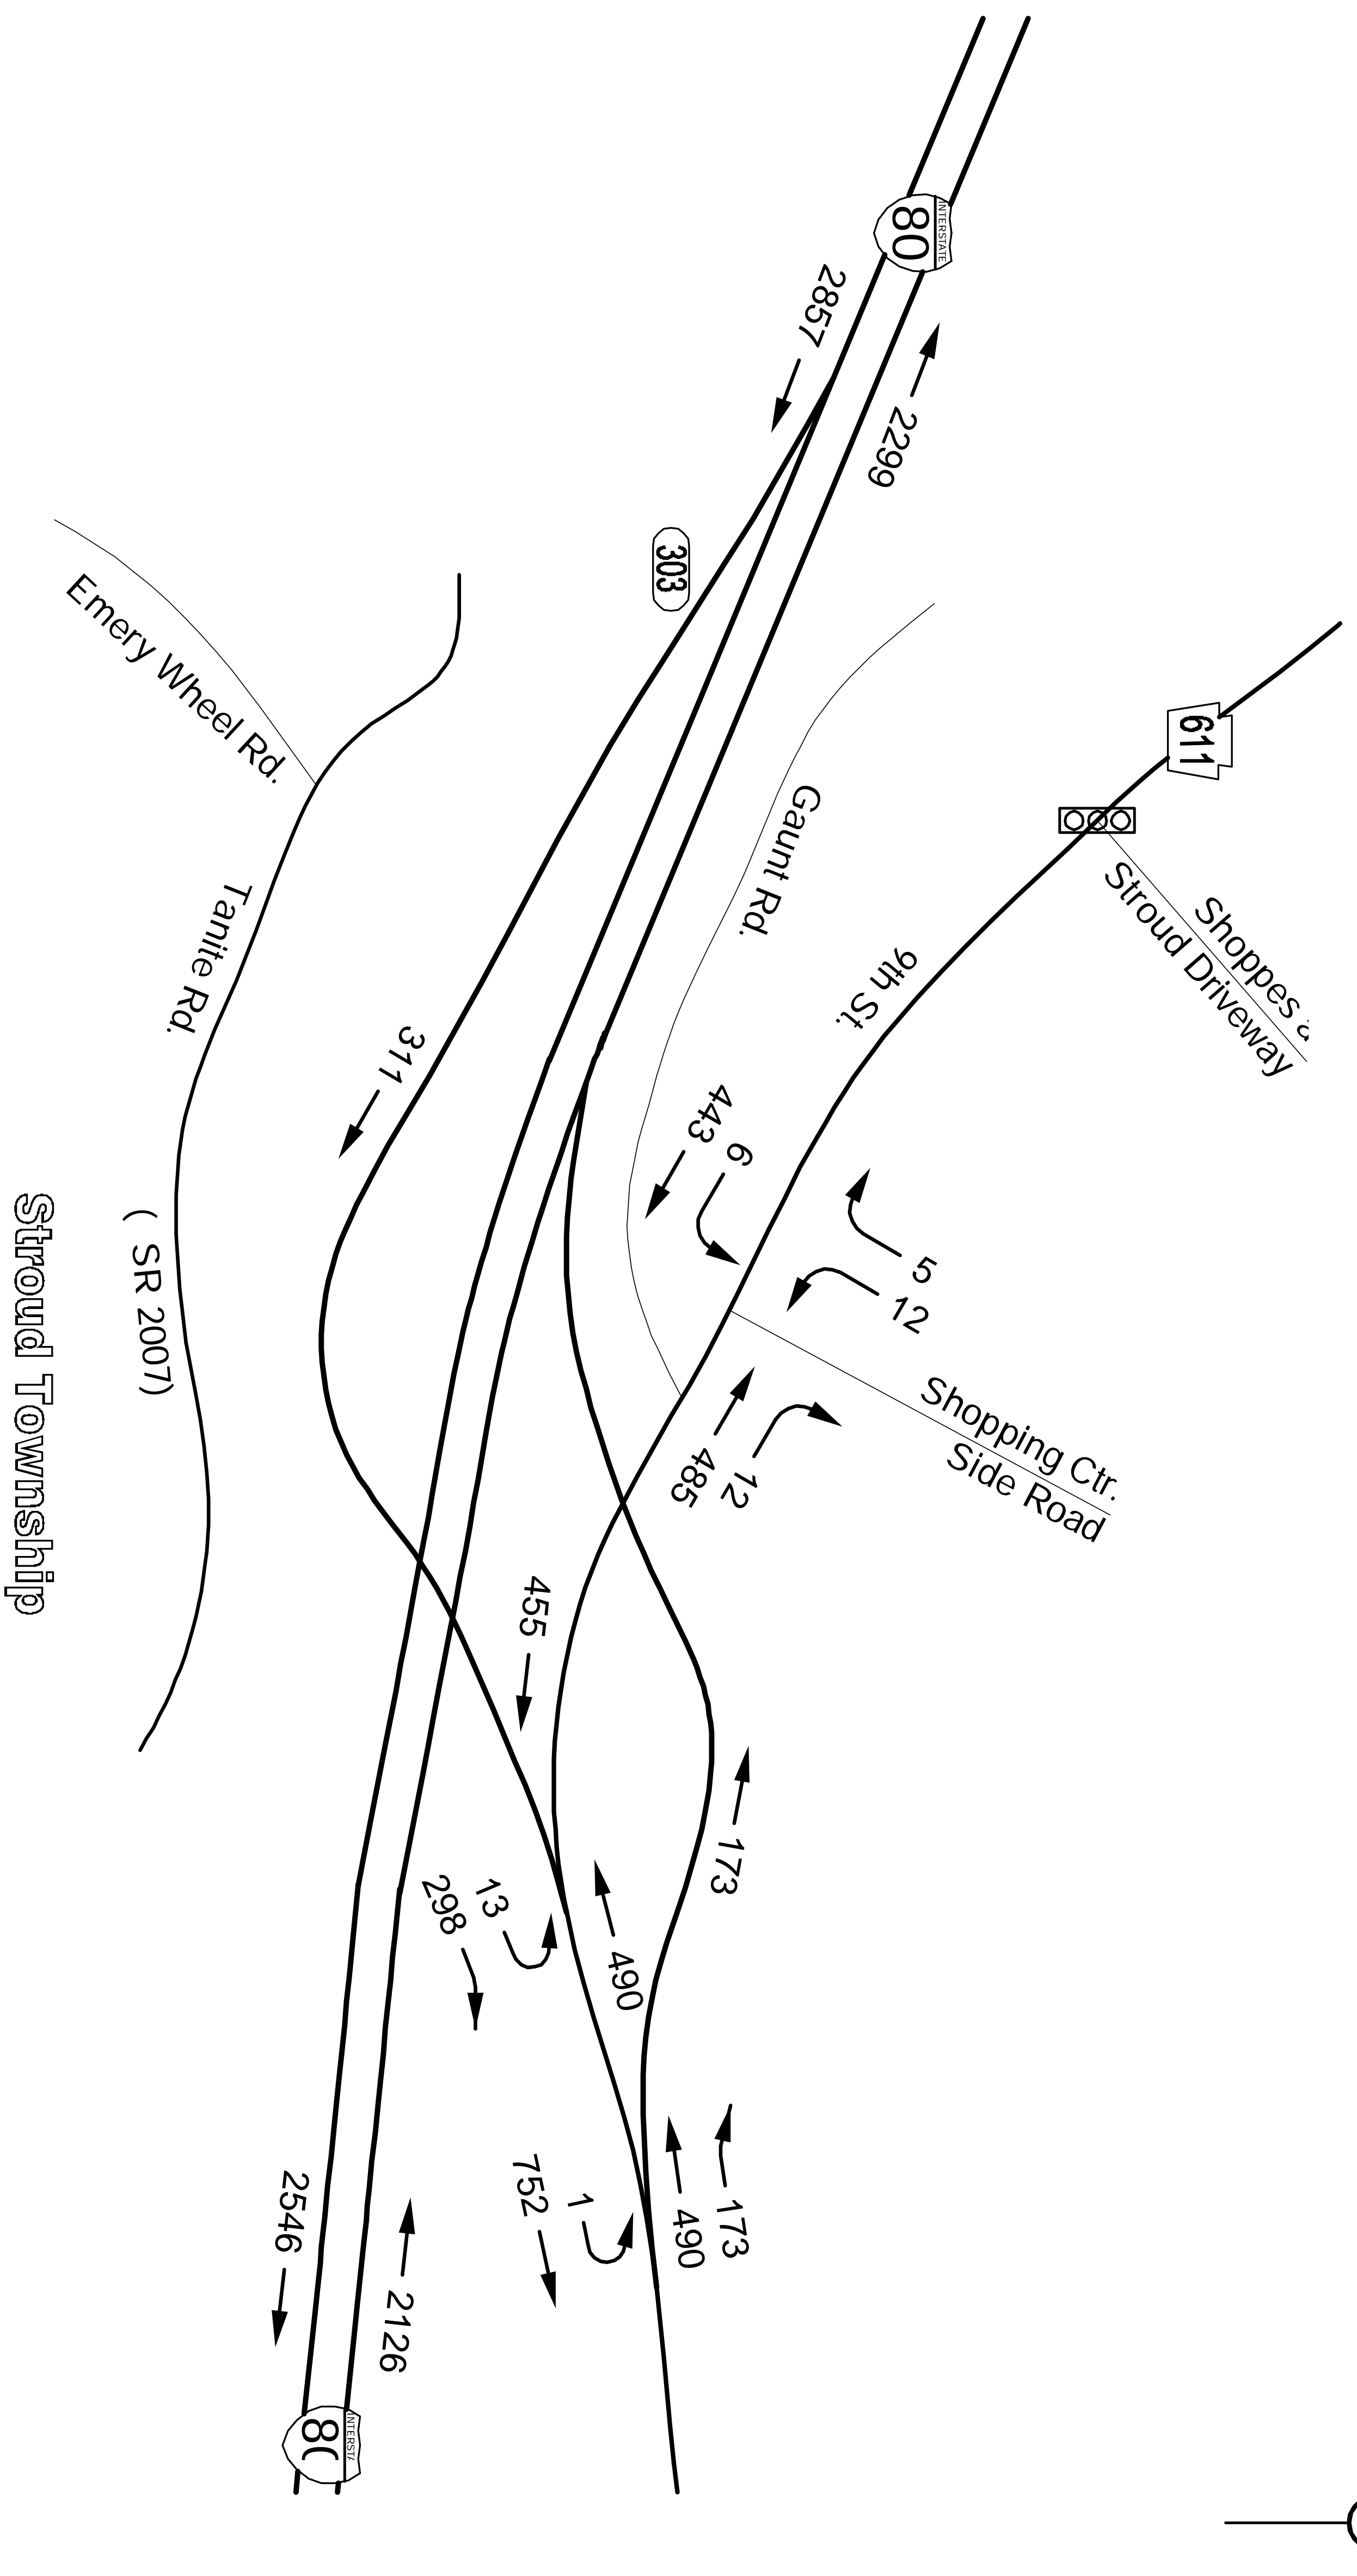 INTERSTATE
80
2857
2299
303
Emery Wheel Rd.
Gaunt Rd.
611
Shoppes
Stroud Driveway
Tanite Rd.
9th St.
311
443
6
5
12
Stroud Township
( SR 2007)
Shopping Ctr.
Side Road
485
12
455
173
298
13
490
752
1
490
173
2546
2126
80